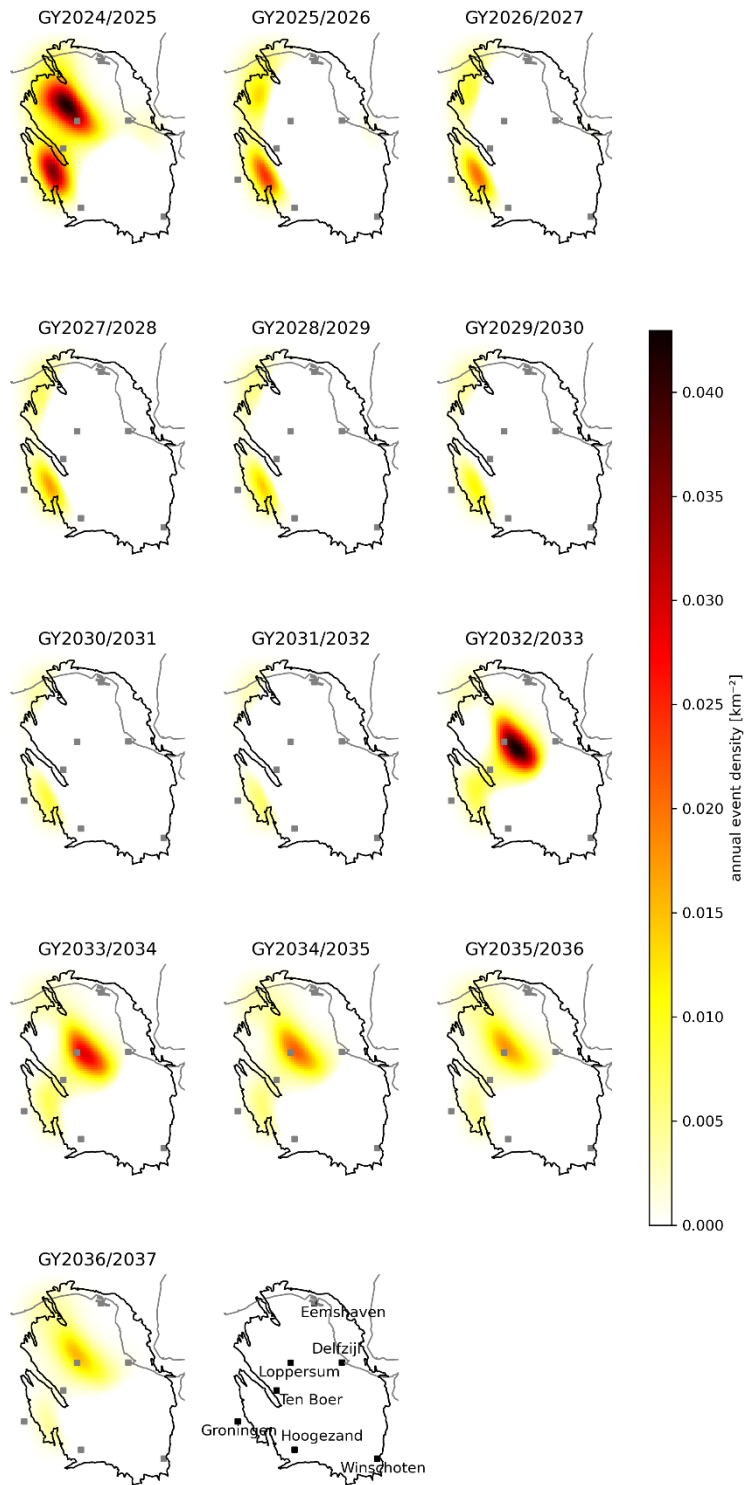 GY2024/2025 GY2025/2026 GY2026/2027
GY2027/2028 GY2028/2029 GY2029/2030
0.040
0.035
0.030
0.025
0.020
0.015
0.010
0.005
0.000
annual event density [km⁻²]
GY2030/2031 GY2031/2032 GY2032/2033
GY2033/2034 GY2034/2035 GY2035/2036
GY2036/2037
Eemshaven
Delfzijl
Loppersum
Ten Boer
Groningen
Hoogezand
Winschoten